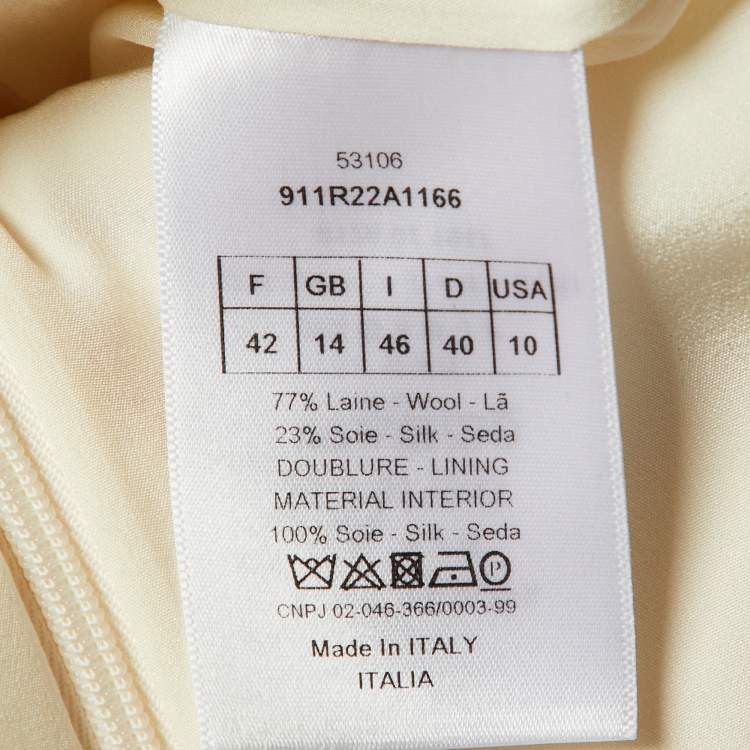 53106
911R22A1166
F GB I D USA
42 14 46 40 10
77% Laine - Wool - Lã
23% Soie - Silk - Seda
DOUBLURE - LINING
MATERIAL INTERIOR
100% Soie - Silk - Seda
P
CNPJ 02-046-366/0003-99
Made In ITALY
ITALIA